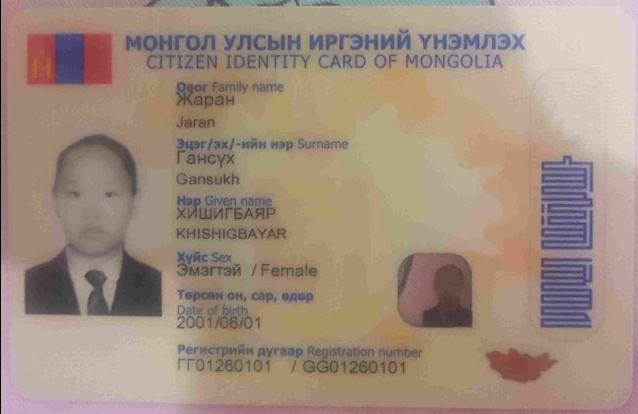 МОНГОЛ УЛСЫН ИРГЭНИЙ ҮНЭМЛЭХ
CITIZEN IDENTITY CARD OF MONGOLIA
Овог Family name
Жаран
Jaran
Эцэг/эх/-ийн нэр Surname
Гансүх
Gansukh
Нэр Given name
ХИШИГБАЯР
KHISHIGBAYAR
Хүйс Sex
Эмэгтэй / Female
Төрсөн он, сар, өдөр
Date of birth
2001/06/01
Регистрийн дугаар Registration number
ГГ01260101 / GG01260101